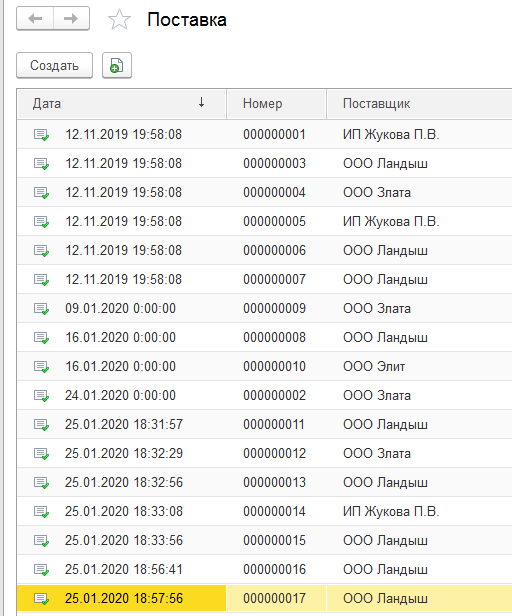 Поставка
Создать
Дата Номер Поставщик
12.11.2019 19:58:08 000000001 ИП Жукова П.В.
12.11.2019 19:58:08 000000003 ООО Ландыш
12.11.2019 19:58:08 000000004 ООО Злата
12.11.2019 19:58:08 000000005 ИП Жукова П.В.
12.11.2019 19:58:08 000000006 ООО Ландыш
12.11.2019 19:58:08 000000007 ООО Ландыш
09.01.2020 0:00:00 000000009 ООО Злата
16.01.2020 0:00:00 000000008 ООО Ландыш
16.01.2020 0:00:00 000000010 ООО Элит
24.01.2020 0:00:00 000000002 ООО Злата
25.01.2020 18:31:57 000000011 ООО Ландыш
25.01.2020 18:32:29 000000012 ООО Злата
25.01.2020 18:32:56 000000013 ООО Ландыш
25.01.2020 18:33:08 000000014 ИП Жукова П.В.
25.01.2020 18:33:56 000000015 ООО Ландыш
25.01.2020 18:56:41 000000016 ООО Ландыш
25.01.2020 18:57:56 000000017 ООО Ландыш